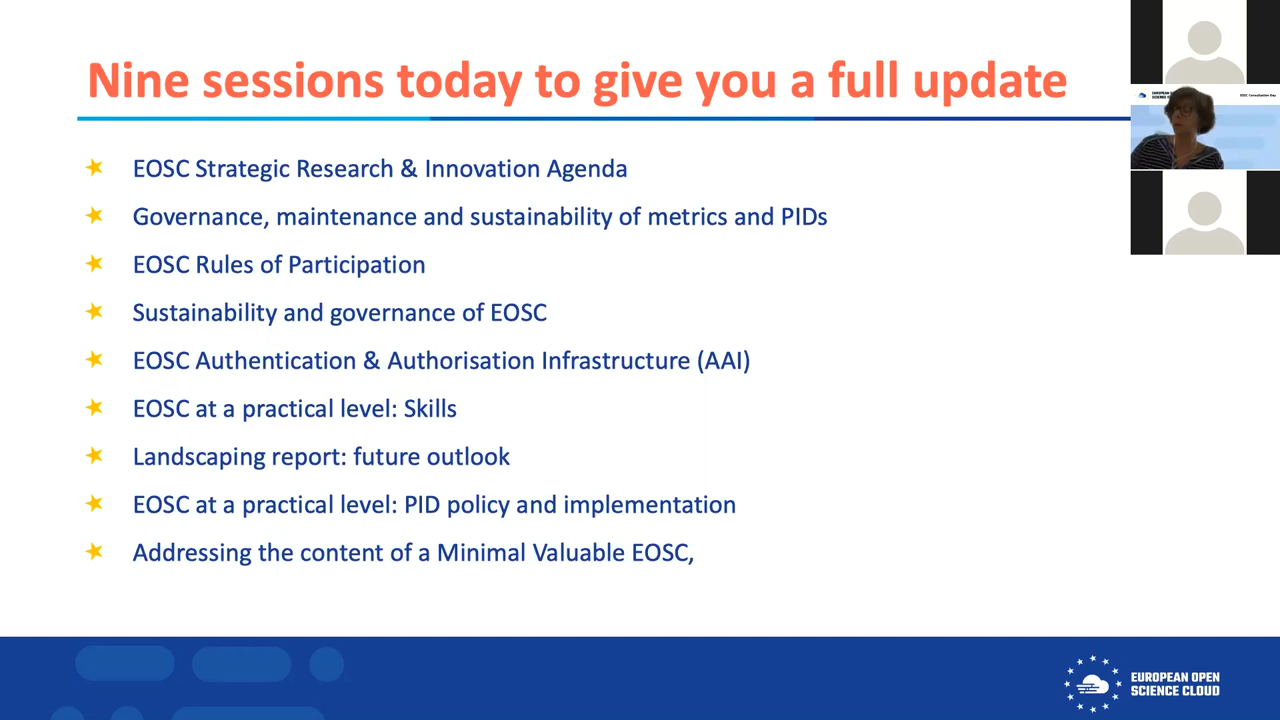 Nine sessions today to give you a full update
EOSC Strategic Research & Innovation Agenda
Governance, maintenance and sustainability of metrics and PIDs
EOSC Rules of Participation
Sustainability and governance of EOSC
EOSC Authentication & Authorisation Infrastructure (AAI)
EOSC at a practical level: Skills
Landscaping report: future outlook
EOSC at a practical level: PID policy and implementation
Addressing the content of a Minimal Valuable EOSC,
EOSC Consultation Day
EUROPEAN OPEN
SCIENCE CLOUD